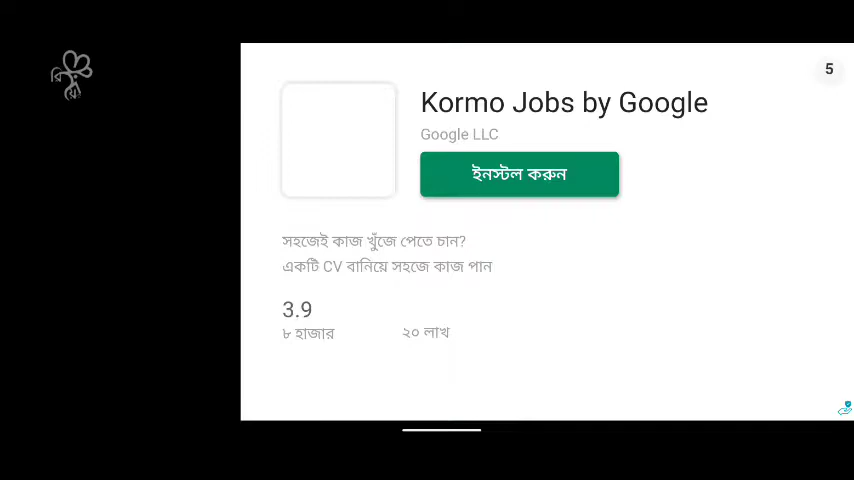 5
Kormo Jobs by Google
Google LLC
ইনস্টল করুন
সহজেই কাজ খুঁজে পেতে চান?
একটি CV বানিয়ে সহজে কাজ পান
3.9
৮ হাজার
২০ লাখ